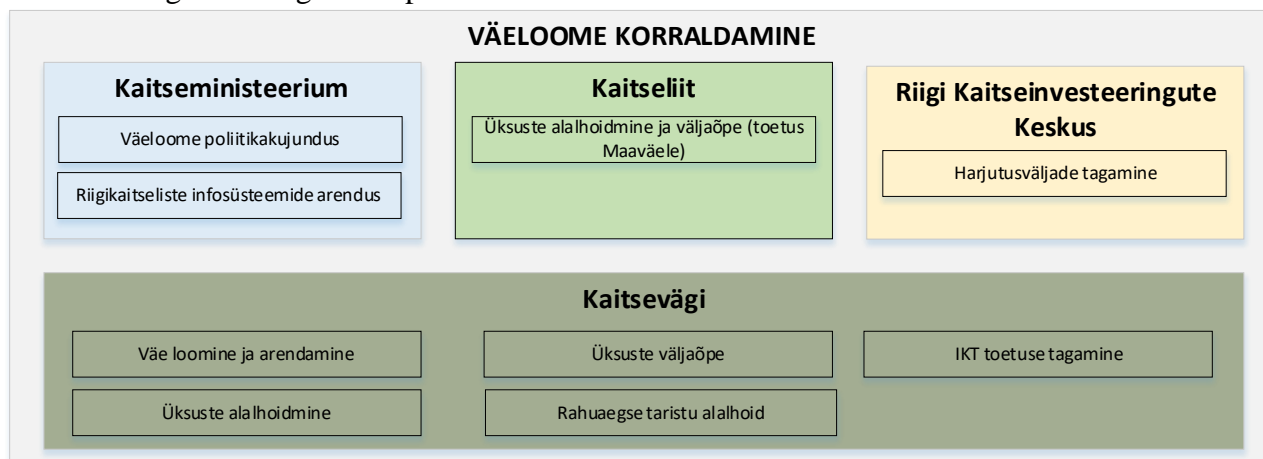 VÄELOOME KORRALDAMINE
Kaitseministeerium
Väeloome poliitikakujundus
Riigikaitseliste infosüsteemide arendus
Kaitseliit
Üksuste alalhoidmine ja väljaõpe (toetus
Maaväele)
Riigi Kaitseinvesteeringute
Keskus
Harjutusväljade tagamine
Kaitsevägi
Väe loomine ja arendamine
Üksuste väljaõpe
IKT toetuse tagamine
Üksuste alalhoidmine
Rahuaegse taristu alalhoid